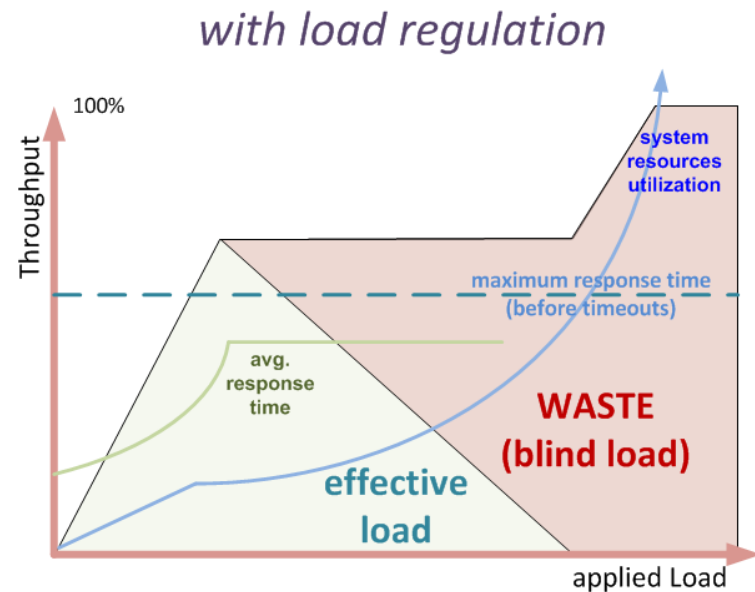 with load regulation
100%
Throughput
system
resources
utilization
maximum response time
(before timeouts)
avg.
response
time
WASTE
(blind load)
effective
load
applied Load